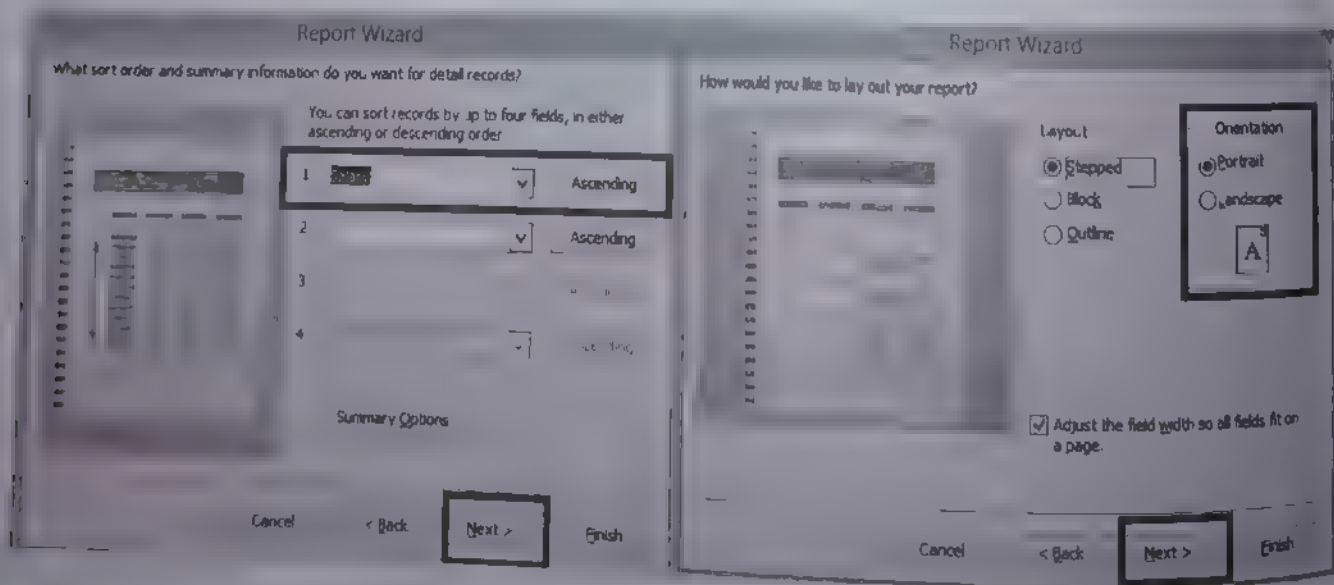 Report Wizard
What sort order and summary information do you want for detail records?
You can sort records by up to four fields, in either
ascending or descending order
1
Ascending
2
Ascending
3
4
Summary Options
Cancel
< Back
Next >
Finish
Report Wizard
How would you like to lay out your report?
Layout
Stepped
Block
Outline
Orientation
Portrait
Landscape
A
Adjust the field width so all fields fit on
a page.
Cancel
< Back
Next >
Finish